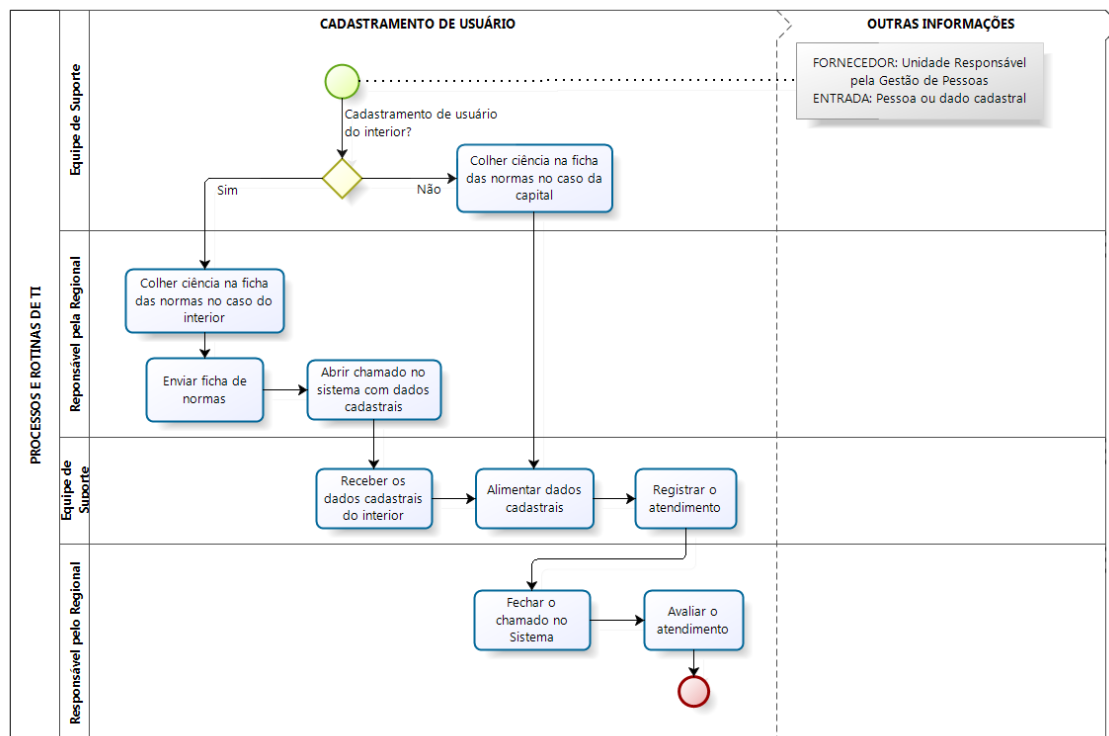 CADASTRAMENTO DE USUÁRIO
OUTRAS INFORMAÇÕES
PROCESSOS E ROTINAS DE TI
Equipe de Suporte
FORNECEDOR: Unidade Responsável
pela Gestão de Pessoas
ENTRADA: Pessoa ou dado cadastral
Cadastramento de usuário
do interior?
Sim
Não
Colher ciência na ficha
das normas no caso da
capital
Reponsável pela Regional
Colher ciência na ficha
das normas no caso do
interior
Enviar ficha de
normas
Abrir chamado no
sistema com dados
cadastrais
Equipe de
Suporte
Receber os
dados cadastrais
do interior
Alimentar dados
cadastrais
Registrar o
atendimento
Responsável pelo Regional
Fechar o
chamado no
Sistema
Avaliar o
atendimento